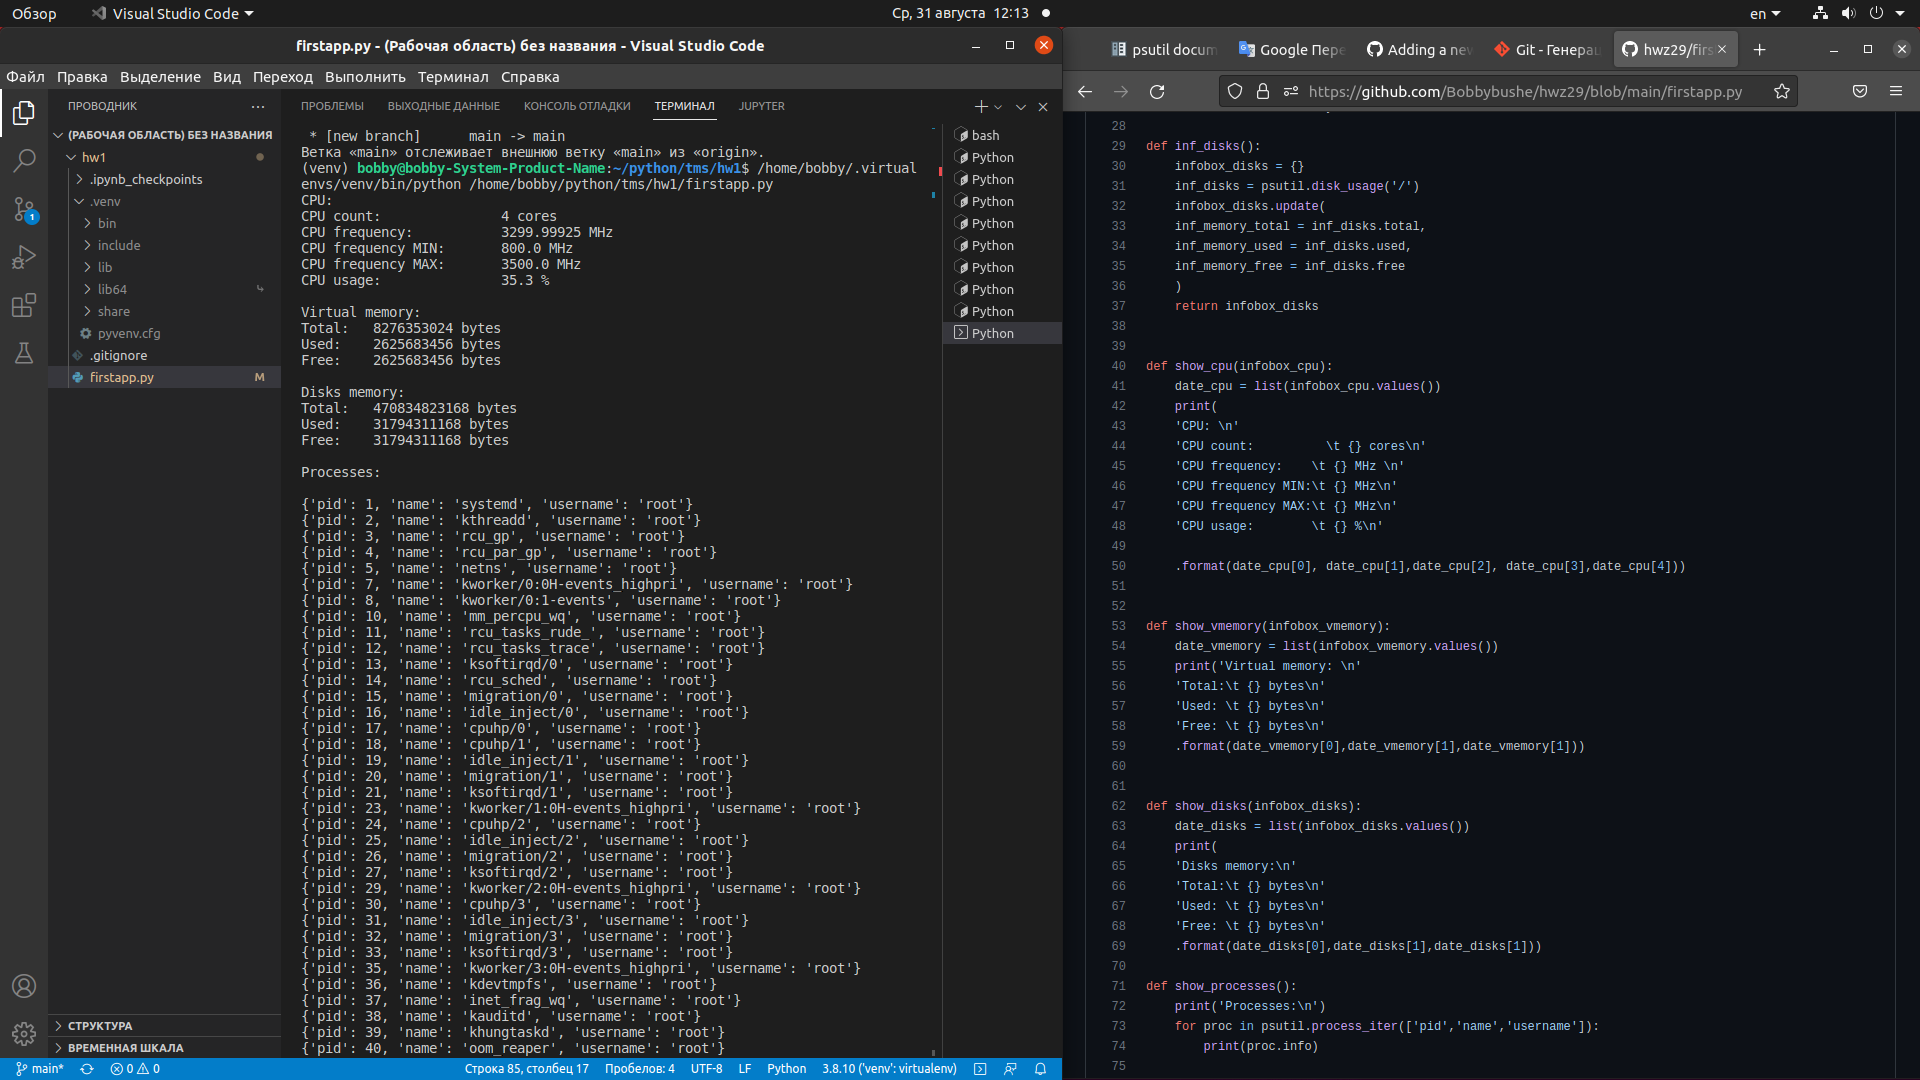 Обзор
Visual Studio Code
Ср, 31 августа 12:13
en
firstapp.py - (Рабочая область) без названия - Visual Studio Code
Файл Правка Выделение Вид Переход Выполнить Терминал Справка
ПРОВОДНИК
(РАБОЧАЯ ОБЛАСТЬ) БЕЗ НАЗВАНИЯ
hw1
.ipynb_checkpoints
.venv
bin
include
lib
lib64
share
pyvenv.cfg
.gitignore
firstapp.py M
1
СТРУКТУРА
ВРЕМЕННАЯ ШКАЛА
ПРОБЛЕМЫ ВЫХОДНЫЕ ДАННЫЕ КОНСОЛЬ ОТЛАДКИ ТЕРМИНАЛ JUPYTER
* [new branch]      main -> main
Ветка «main» отслеживает внешнюю ветку «main» из «origin».
(venv) bobby@bobby-System-Product-Name:~/python/tms/hw1$ /home/bobby/.virtual
envs/venv/bin/python /home/bobby/python/tms/hw1/firstapp.py
CPU:
CPU count: 4 cores
CPU frequency: 3299.99925 MHz
CPU frequency MIN: 800.0 MHz
CPU frequency MAX: 3500.0 MHz
CPU usage: 35.3 %
Virtual memory:
Total: 8276353024 bytes
Used: 2625683456 bytes
Free: 2625683456 bytes
Disks memory:
Total: 470834823168 bytes
Used: 31794311168 bytes
Free: 31794311168 bytes
Processes:
{'pid': 1, 'name': 'systemd', 'username': 'root'}
{'pid': 2, 'name': 'kthreadd', 'username': 'root'}
{'pid': 3, 'name': 'rcu_gp', 'username': 'root'}
{'pid': 4, 'name': 'rcu_par_gp', 'username': 'root'}
{'pid': 5, 'name': 'netns', 'username': 'root'}
{'pid': 7, 'name': 'kworker/0:0H-events_highpri', 'username': 'root'}
{'pid': 8, 'name': 'kworker/0:1-events', 'username': 'root'}
{'pid': 10, 'name': 'mm_percpu_wq', 'username': 'root'}
{'pid': 11, 'name': 'rcu_tasks_rude_', 'username': 'root'}
{'pid': 12, 'name': 'rcu_tasks_trace', 'username': 'root'}
{'pid': 13, 'name': 'ksoftirqd/0', 'username': 'root'}
{'pid': 14, 'name': 'rcu_sched', 'username': 'root'}
{'pid': 15, 'name': 'migration/0', 'username': 'root'}
{'pid': 16, 'name': 'idle_inject/0', 'username': 'root'}
{'pid': 17, 'name': 'cpuhp/0', 'username': 'root'}
{'pid': 18, 'name': 'cpuhp/1', 'username': 'root'}
{'pid': 19, 'name': 'idle_inject/1', 'username': 'root'}
{'pid': 20, 'name': 'migration/1', 'username': 'root'}
{'pid': 21, 'name': 'ksoftirqd/1', 'username': 'root'}
{'pid': 23, 'name': 'kworker/1:0H-events_highpri', 'username': 'root'}
{'pid': 24, 'name': 'cpuhp/2', 'username': 'root'}
{'pid': 25, 'name': 'idle_inject/2', 'username': 'root'}
{'pid': 26, 'name': 'migration/2', 'username': 'root'}
{'pid': 27, 'name': 'ksoftirqd/2', 'username': 'root'}
{'pid': 29, 'name': 'kworker/2:0H-events_highpri', 'username': 'root'}
{'pid': 30, 'name': 'cpuhp/3', 'username': 'root'}
{'pid': 31, 'name': 'idle_inject/3', 'username': 'root'}
{'pid': 32, 'name': 'migration/3', 'username': 'root'}
{'pid': 33, 'name': 'ksoftirqd/3', 'username': 'root'}
{'pid': 35, 'name': 'kworker/3:0H-events_highpri', 'username': 'root'}
{'pid': 36, 'name': 'kdevtmpfs', 'username': 'root'}
{'pid': 37, 'name': 'inet_frag_wq', 'username': 'root'}
{'pid': 38, 'name': 'kauditd', 'username': 'root'}
{'pid': 39, 'name': 'khungtaskd', 'username': 'root'}
{'pid': 40, 'name': 'oom_reaper', 'username': 'root'}
bash
Python
Python
Python
Python
Python
Python
Python
Python
Python
main* 0 0
Строка 85, столбец 17 Пробелов: 4 UTF-8 LF Python 3.8.10 ('venv': virtualenv)
psutil docum Google Пере Adding a new Git - Генерац hwz29/firs
https://github.com/Bobbybushe/hwz29/blob/main/firstapp.py
28
29 def inf_disks():
30 infobox_disks = {}
31 inf_disks = psutil.disk_usage('/')
32 infobox_disks.update(
33 inf_memory_total = inf_disks.total,
34 inf_memory_used = inf_disks.used,
35 inf_memory_free = inf_disks.free
36 )
37 return infobox_disks
38
39
40 def show_cpu(infobox_cpu):
41 date_cpu = list(infobox_cpu.values())
42 print(
43 'CPU: \n'
44 'CPU count:          \t {} cores\n'
45 'CPU frequency:    \t {} MHz \n'
46 'CPU frequency MIN:\t {} MHz\n'
47 'CPU frequency MAX:\t {} MHz\n'
48 'CPU usage:        \t {} %\n'
49
50 .format(date_cpu[0], date_cpu[1],date_cpu[2], date_cpu[3],date_cpu[4]))
51
52
53 def show_vmemory(infobox_vmemory):
54 date_vmemory = list(infobox_vmemory.values())
55 print('Virtual memory: \n'
56 'Total:\t {} bytes\n'
57 'Used: \t {} bytes\n'
58 'Free: \t {} bytes\n'
59 .format(date_vmemory[0],date_vmemory[1],date_vmemory[1]))
60
61
62 def show_disks(infobox_disks):
63 date_disks = list(infobox_disks.values())
64 print(
65 'Disks memory:\n'
66 'Total:\t {} bytes\n'
67 'Used: \t {} bytes\n'
68 'Free: \t {} bytes\n'
69 .format(date_disks[0],date_disks[1],date_disks[1]))
70
71 def show_processes():
72 print('Processes:\n')
73 for proc in psutil.process_iter(['pid','name','username']):
74 print(proc.info)
75